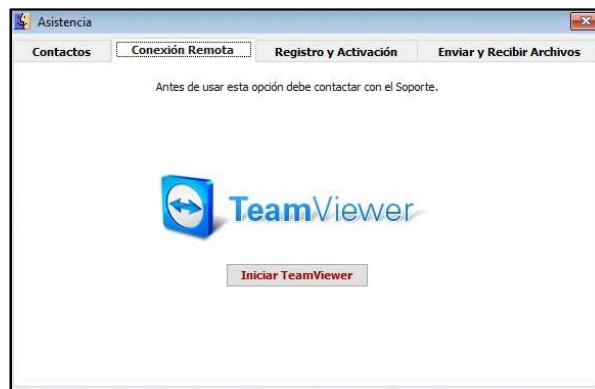 Asistencia
Contactos Conexión Remota Registro y Activación Enviar y Recibir Archivos
Antes de usar esta opción debe contactar con el Soporte.
TeamViewer
Iniciar TeamViewer